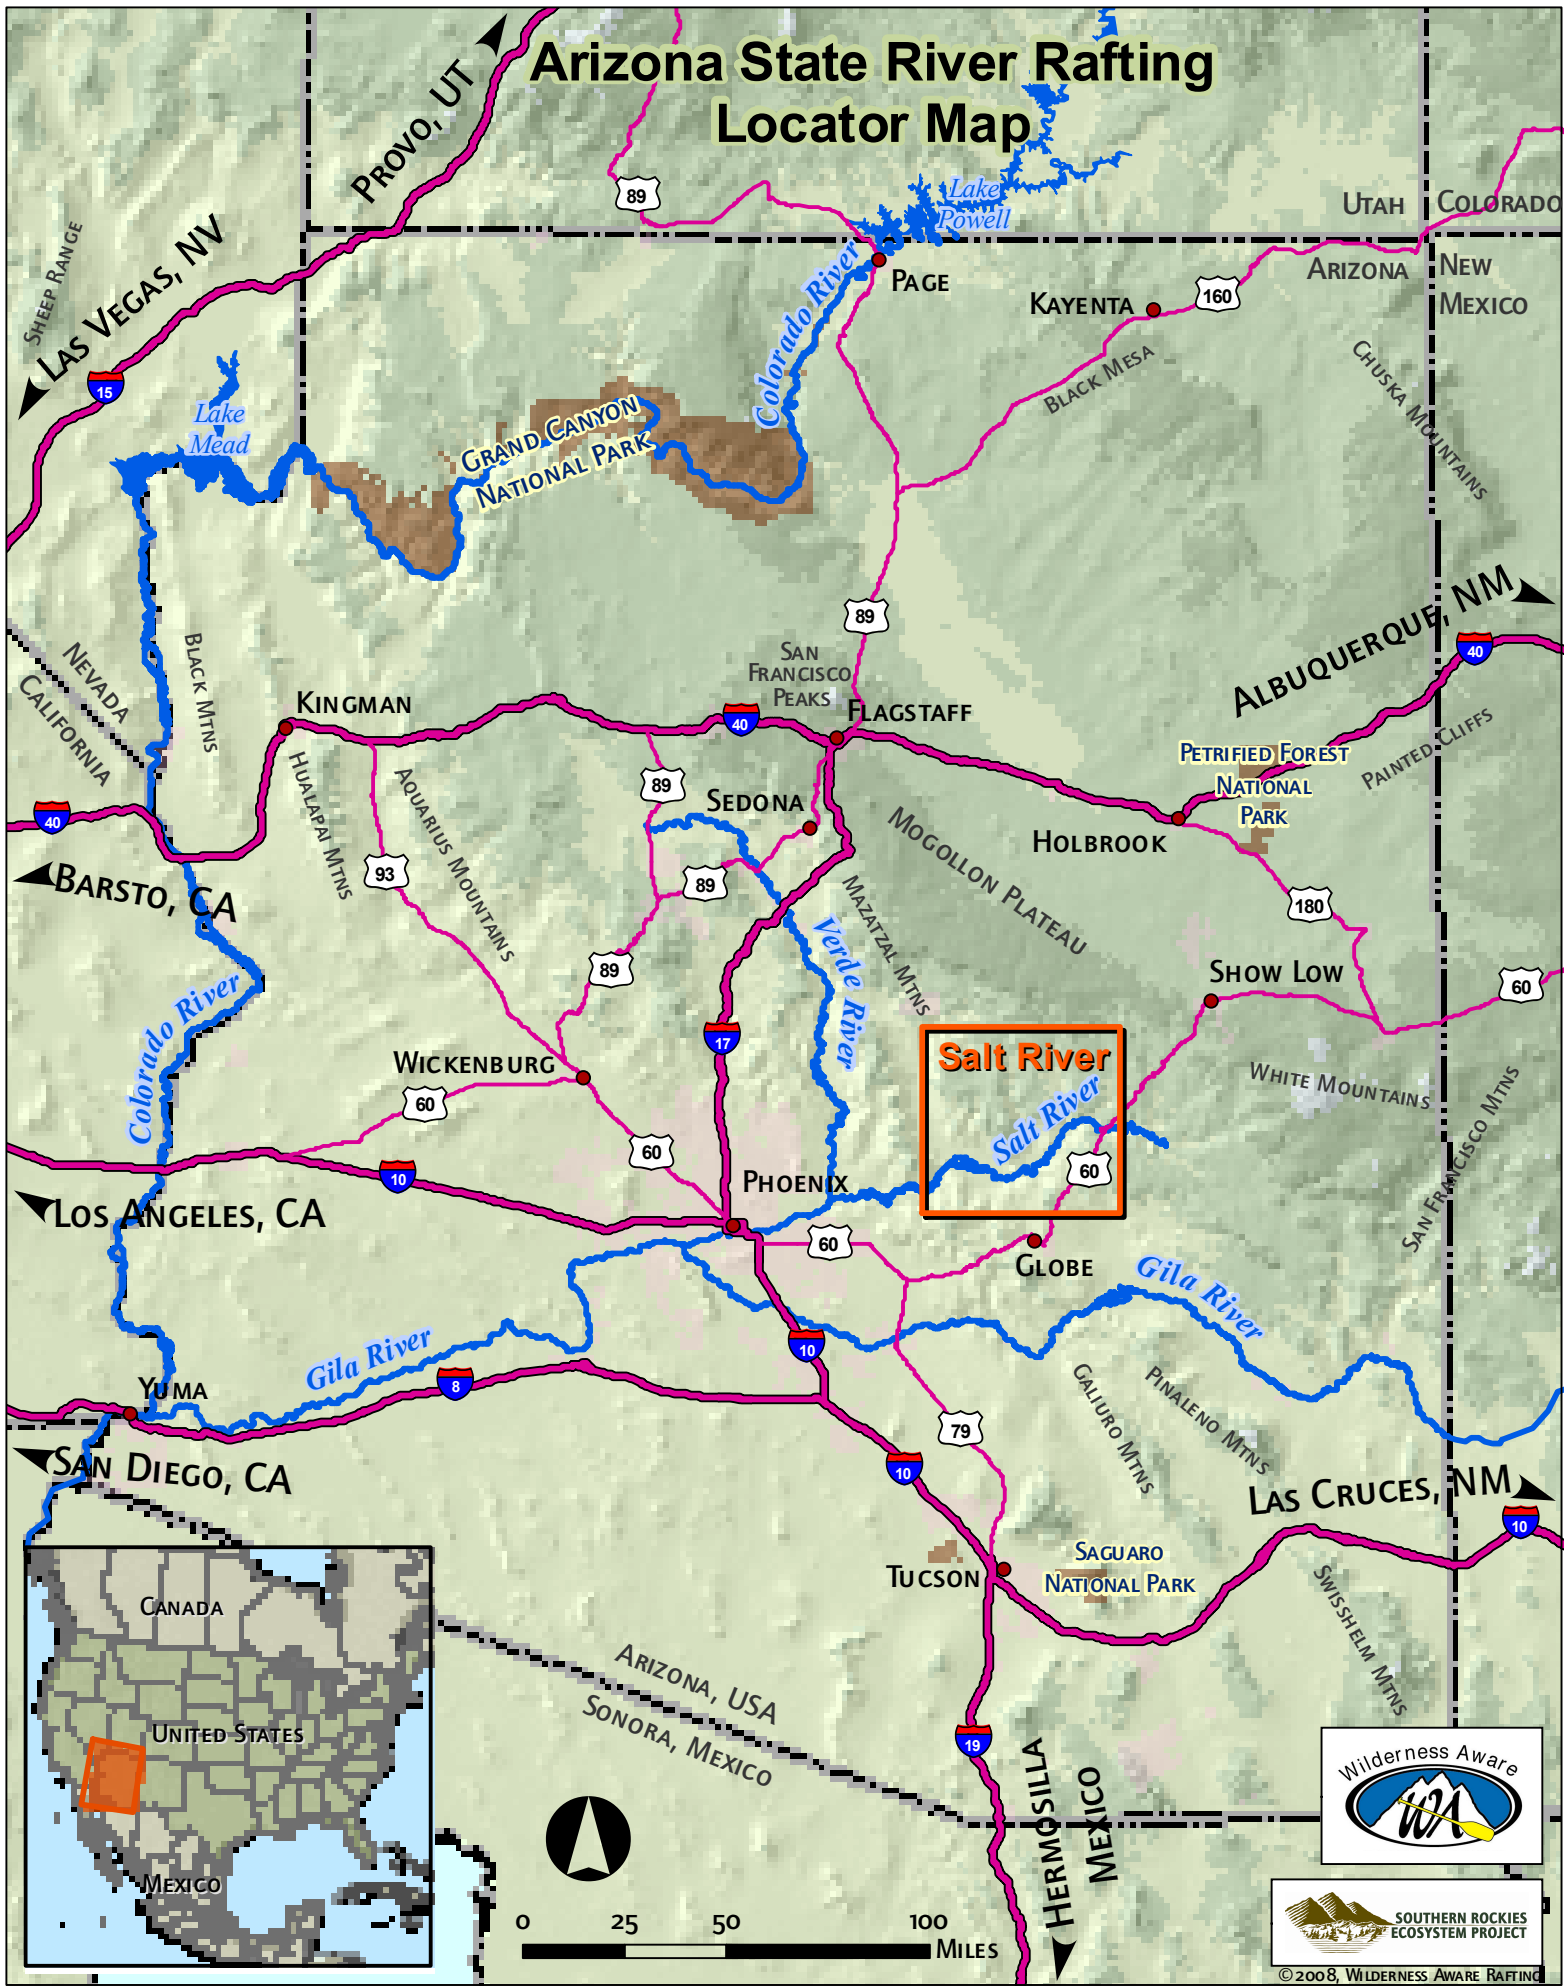 Arizona State River Rafting
Locator Map
PROVO, UT
89
Lake
Powell
UTAH
COLORADO
SHEEP RANGE
LAS VEGAS, NV
15
Colorado River
PAGE
KAYENTA
160
ARIZONA
NEW
MEXICO
BLACK MESA
CHUSKA MOUNTAINS
Lake
Mead
GRAND CANYON
NATIONAL PARK
89
ALBUQUERQUE, NM
40
NEVADA
CALIFORNIA
BLACK MTNS
SAN
FRANCISCO
PEAKS
KINGMAN
40
FLAGSTAFF
PETRIFIED FOREST
NATIONAL
PARK
PAINTED CLIFFS
HUALAPAI MTNS
AQUARIUS MOUNTAINS
89
SEDONA
40
MOGOLLON PLATEAU
HOLBROOK
BARSTO, CA
93
89
MAZATZAL MTNS
180
Verde River
89
SHOW LOW
60
Colorado River
17
Salt River
WICKENBURG
60
Salt River
WHITE MOUNTAINS
SAN FRANCISCO MTNS
60
60
10
PHOENIX
LOS ANGELES, CA
60
GLOBE
Gila River
Gila River
10
8
YUMA
GALIURO MTNS
PINALENO MTNS
79
SAN DIEGO, CA
10
LAS CRUCES, NM
10
TUCSON
SAGUARO
NATIONAL PARK
SWISSHELM MTNS
CANADA
UNITED STATES
MEXICO
ARIZONA, USA
SONORA, MEXICO
19
HERMOSILLA
MEXICO
Wilderness Aware
WA
0 25 50 100
MILES
SOUTHERN ROCKIES
ECOSYSTEM PROJECT
©2008, WILDERNESS AWARE RAFTING